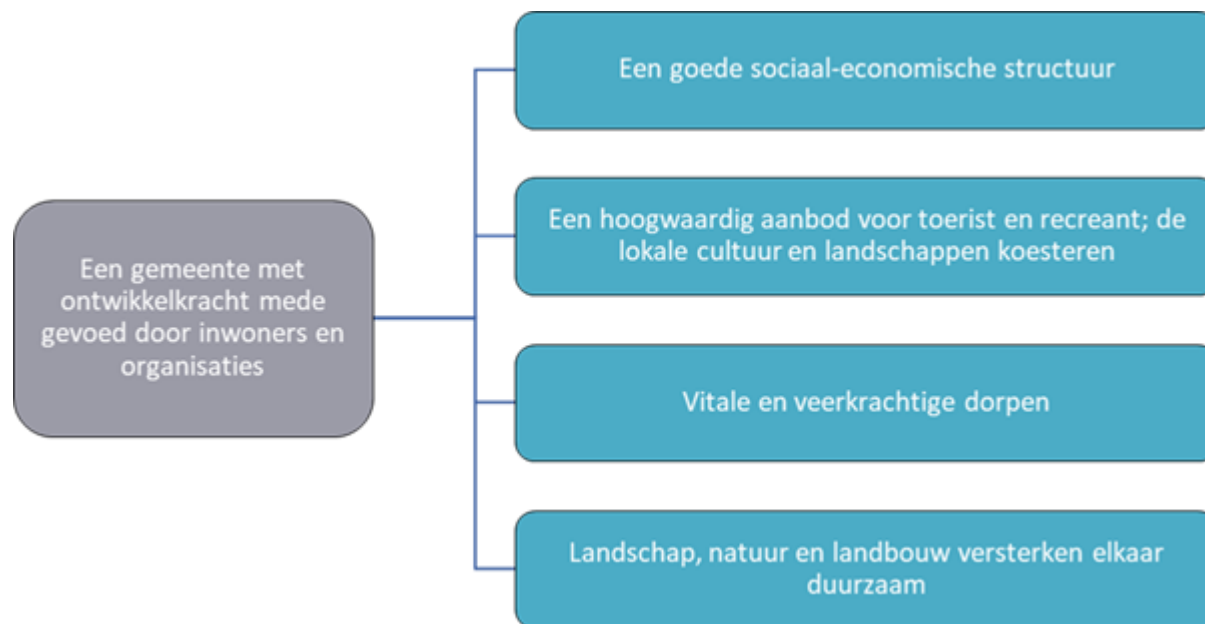 Een goede sociaal-economische structuur
Een hoogwaardig aanbod voor toerist en recreant; de
lokale cultuur en landschappen koesteren
Een gemeente met
ontwikkelkracht mede
gevoed door inwoners en
organisaties
Vitale en veerkrachtige dorpen
Landschap, natuur en landbouw versterken elkaar
duurzaam